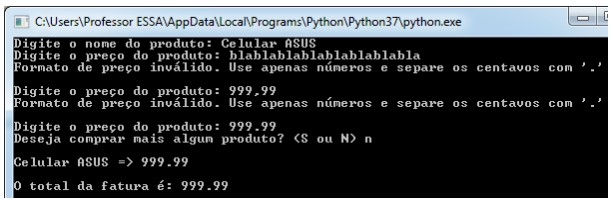 C:\Users\Professor ESSA\AppData\Local\Programs\Python\Python37\python.exe
Digite o nome do produto: Celular ASUS
Digite o preço do produto: blablablablablablablabla
Formato de preço inválido. Use apenas números e separe os centavos com '.'
Digite o preço do produto: 999,99
Formato de preço inválido. Use apenas números e separe os centavos com '.'
Digite o preço do produto: 999.99
Deseja comprar mais algum produto? (S ou N) n
Celular ASUS => 999.99
O total da fatura é: 999.99